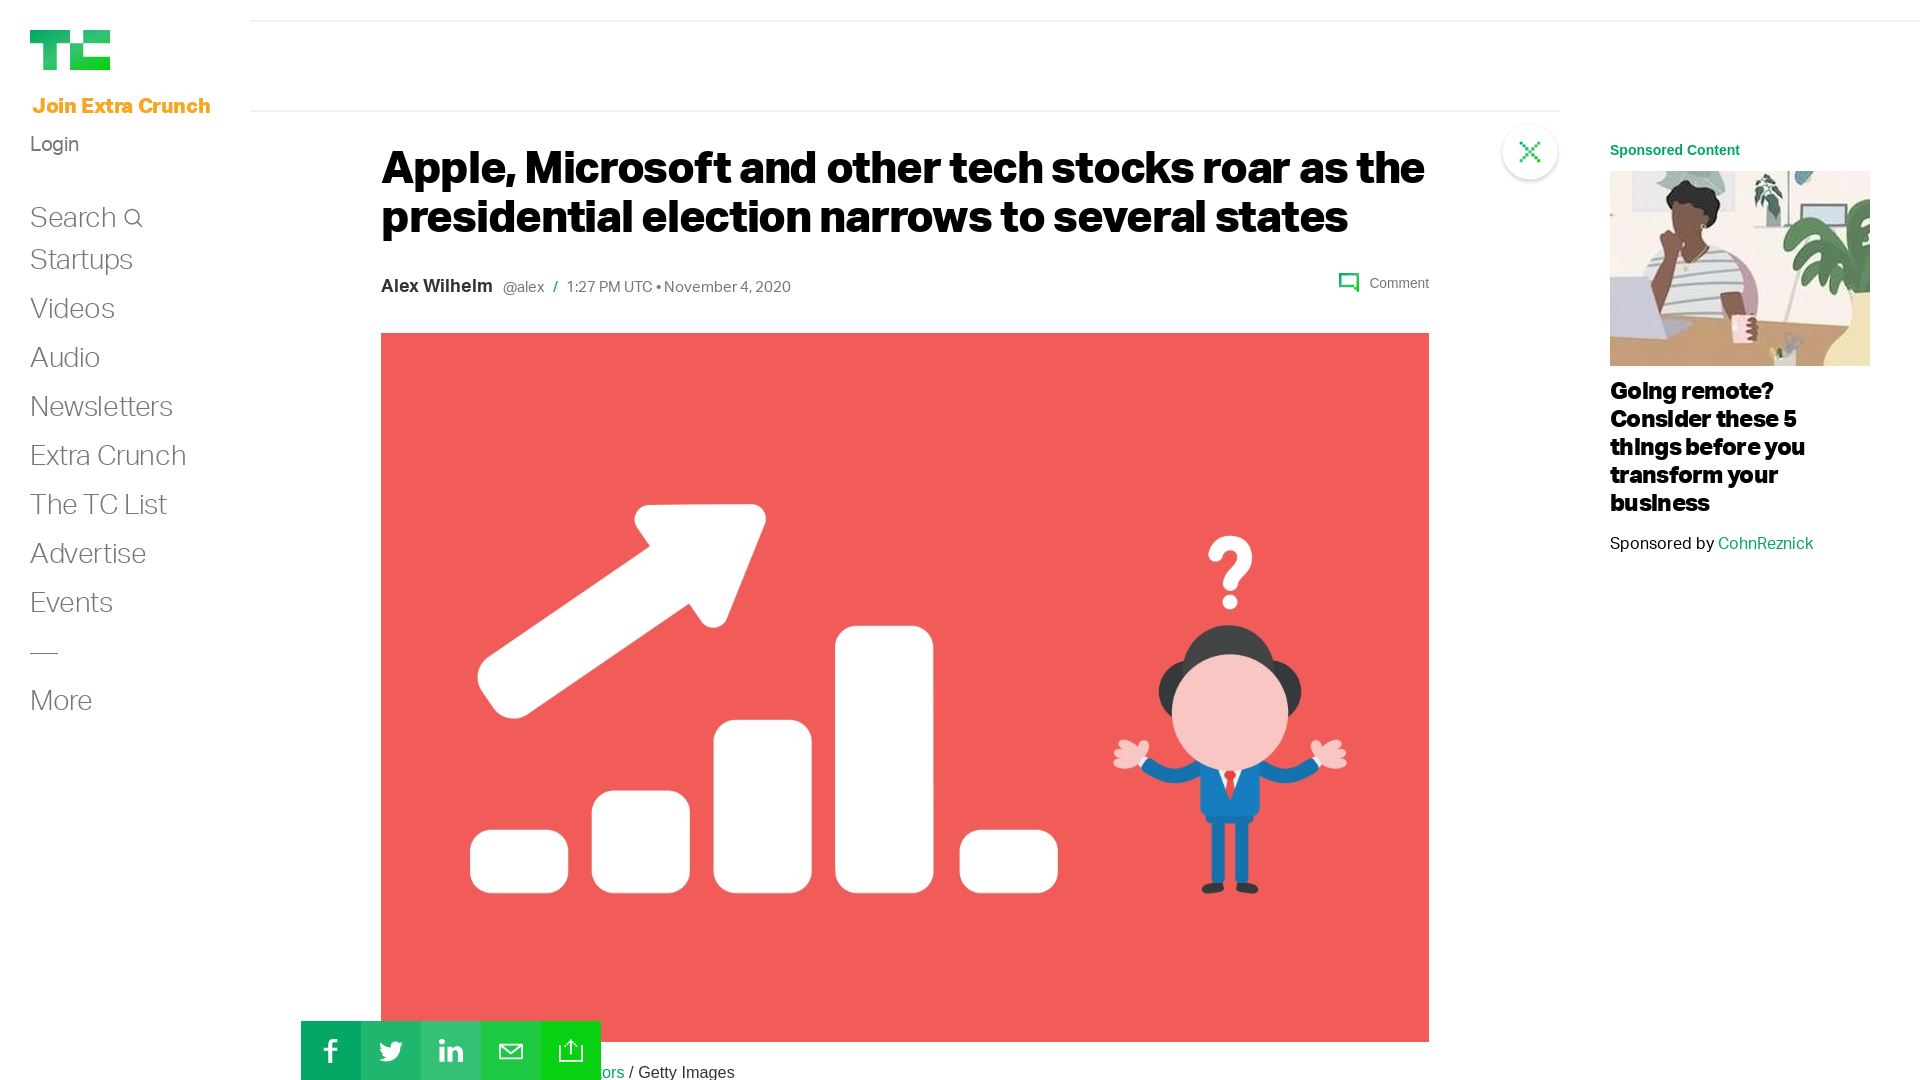 TC
Join Extra Crunch
Login
Search
Startups
Videos
Audio
Newsletters
Extra Crunch
The TC List
Advertise
Events
—
More
Apple, Microsoft and other tech stocks roar as the
presidential election narrows to several states
Alex Wilhelm @alex / 1:27 PM UTC • November 4, 2020
Comment
?
/ Getty Images
Sponsored Content
Going remote?
Consider these 5
things before you
transform your
business
Sponsored by CohnReznick